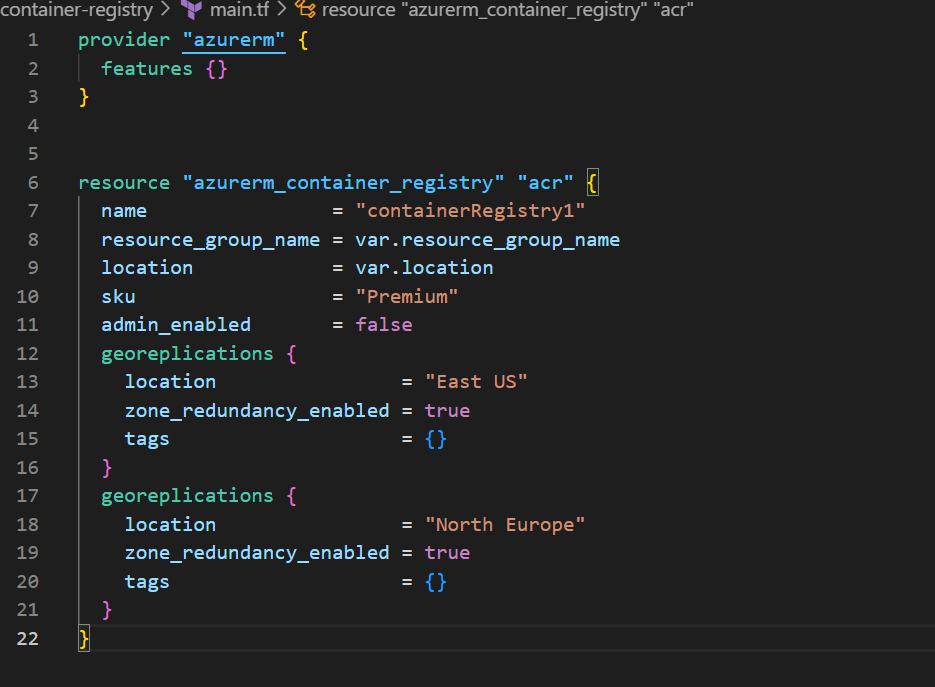 container-registry > main.tf > resource "azurerm_container_registry" "acr"
1 provider "azurerm" {
2   features {}
3 }
4
5
6 resource "azurerm_container_registry" "acr" {
7   name                = "containerRegistry1"
8   resource_group_name = var.resource_group_name
9   location            = var.location
10   sku                 = "Premium"
11   admin_enabled       = false
12   georeplications {
13     location                = "East US"
14     zone_redundancy_enabled = true
15     tags                    = {}
16   }
17   georeplications {
18     location                = "North Europe"
19     zone_redundancy_enabled = true
20     tags                    = {}
21   }
22 }